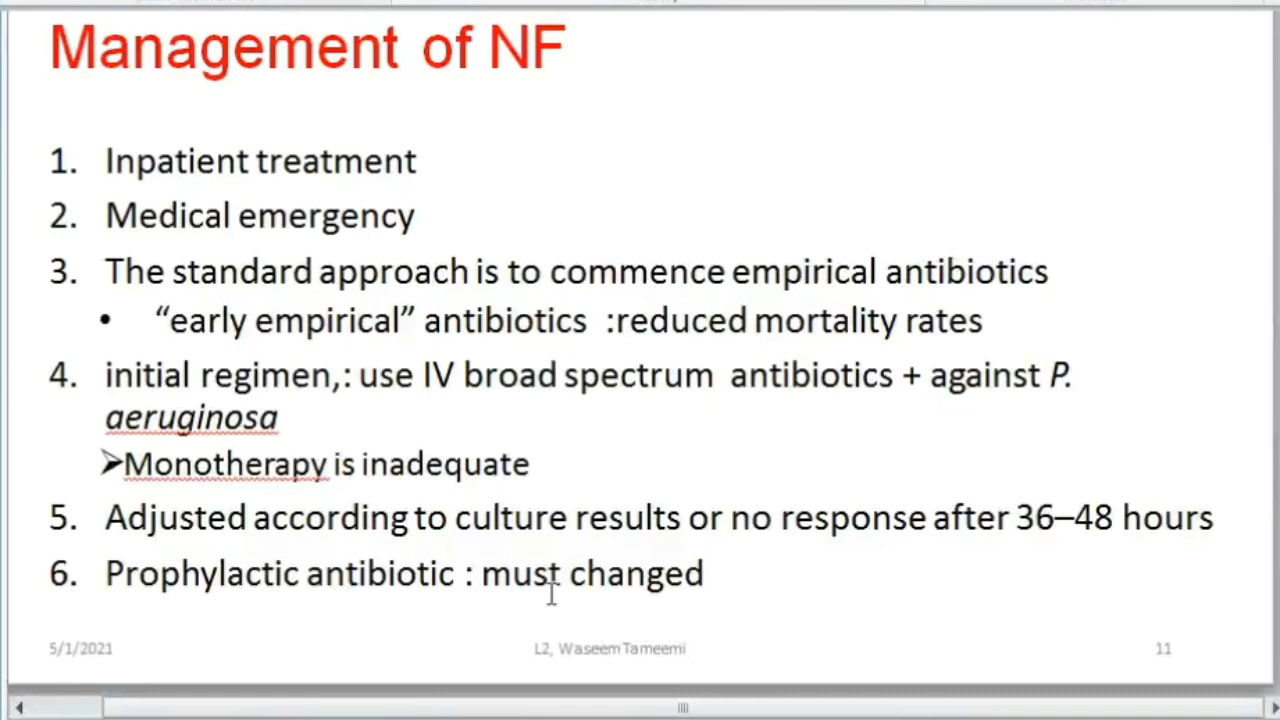 Management of NF
1. Inpatient treatment
2. Medical emergency
3. The standard approach is to commence empirical antibiotics
• “early empirical” antibiotics :reduced mortality rates
4. initial regimen,: use IV broad spectrum antibiotics + against P.
aeruginosa
➢Monotherapy is inadequate
5. Adjusted according to culture results or no response after 36–48 hours
6. Prophylactic antibiotic : must changed
5/1/2021
L2, Waseem Tameemi
11